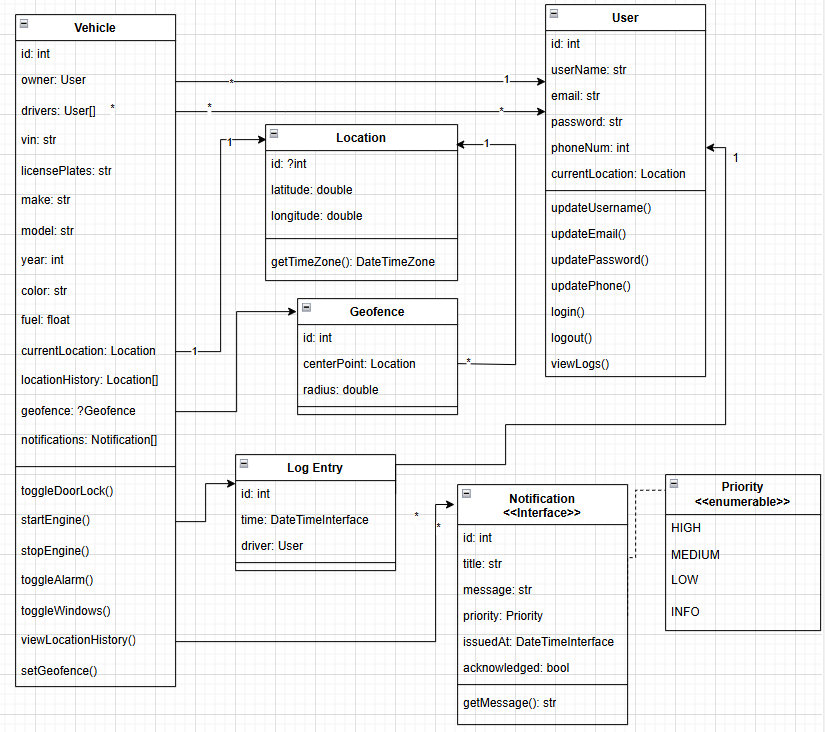 Vehicle
id: int
owner: User
drivers: User[]
*
vin: str
licensePlates: str
make: str
model: str
year: int
color: str
fuel: float
currentLocation: Location
locationHistory: Location[]
geofence: ?Geofence
notifications: Notification[]
toggleDoorLock()
startEngine()
stopEngine()
toggleAlarm()
toggleWindows()
viewLocationHistory()
setGeofence()
*
1
*
*
1
1
1
*
1
*
*
User
id: int
userName: str
email: str
password: str
phoneNum: int
currentLocation: Location
updateUsername()
updateEmail()
updatePassword()
updatePhone()
login()
logout()
viewLogs()
Location
id: ?int
latitude: double
longitude: double
getTimeZone(): DateTimeZone
Geofence
id: int
centerPoint: Location
radius: double
Log Entry
id: int
time: DateTimeInterface
driver: User
Notification
<<Interface>>
id: int
title: str
message: str
priority: Priority
issuedAt: DateTimeInterface
acknowledged: bool
getMessage(): str
Priority
<<enumerable>>
HIGH
MEDIUM
LOW
INFO